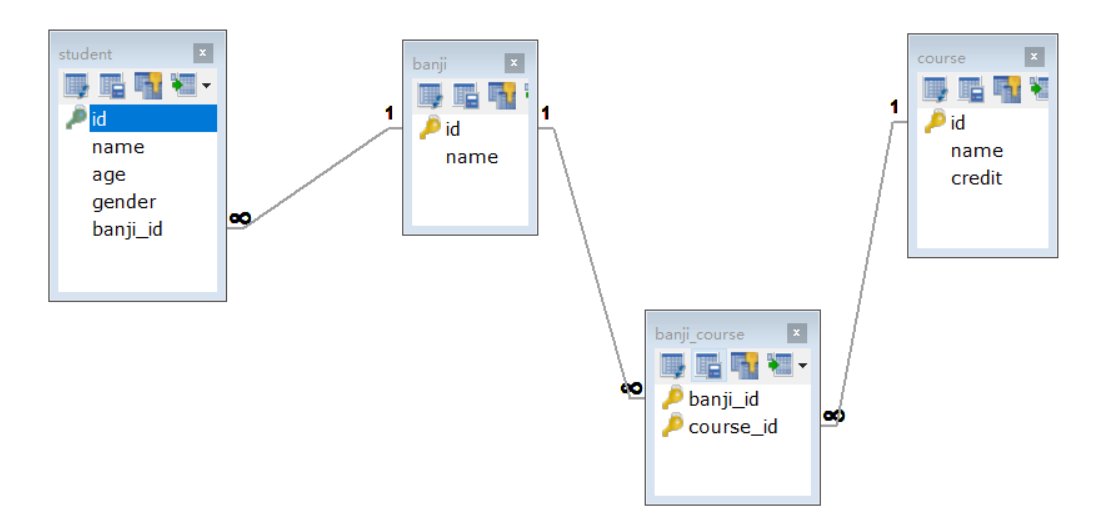 student
id
name
age
gender
banji_id
1
∞
banji
id
name
1
∞
banji_course
banji_id
course_id
∞
course
id
name
credit
1